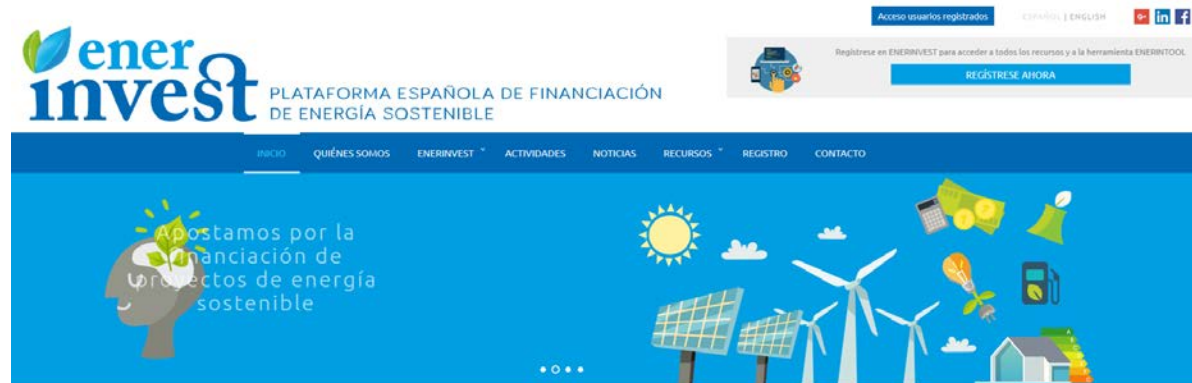 Acceso usuarios registrados
ESPAÑOL | ENGLISH
G+ in f
ener
invest
PLATAFORMA ESPAÑOLA DE FINANCIACIÓN
DE ENERGÍA SOSTENIBLE
Regístrese en ENERINVEST para acceder a todos los recursos y a la herramienta ENERINTOOL
REGÍSTRESE AHORA
INICIO QUIÉNES SOMOS ENERINVEST ACTIVIDADES NOTICIAS RECURSOS REGISTRO CONTACTO
Apostamos por la
financiación de
proyectos de energía
sostenible